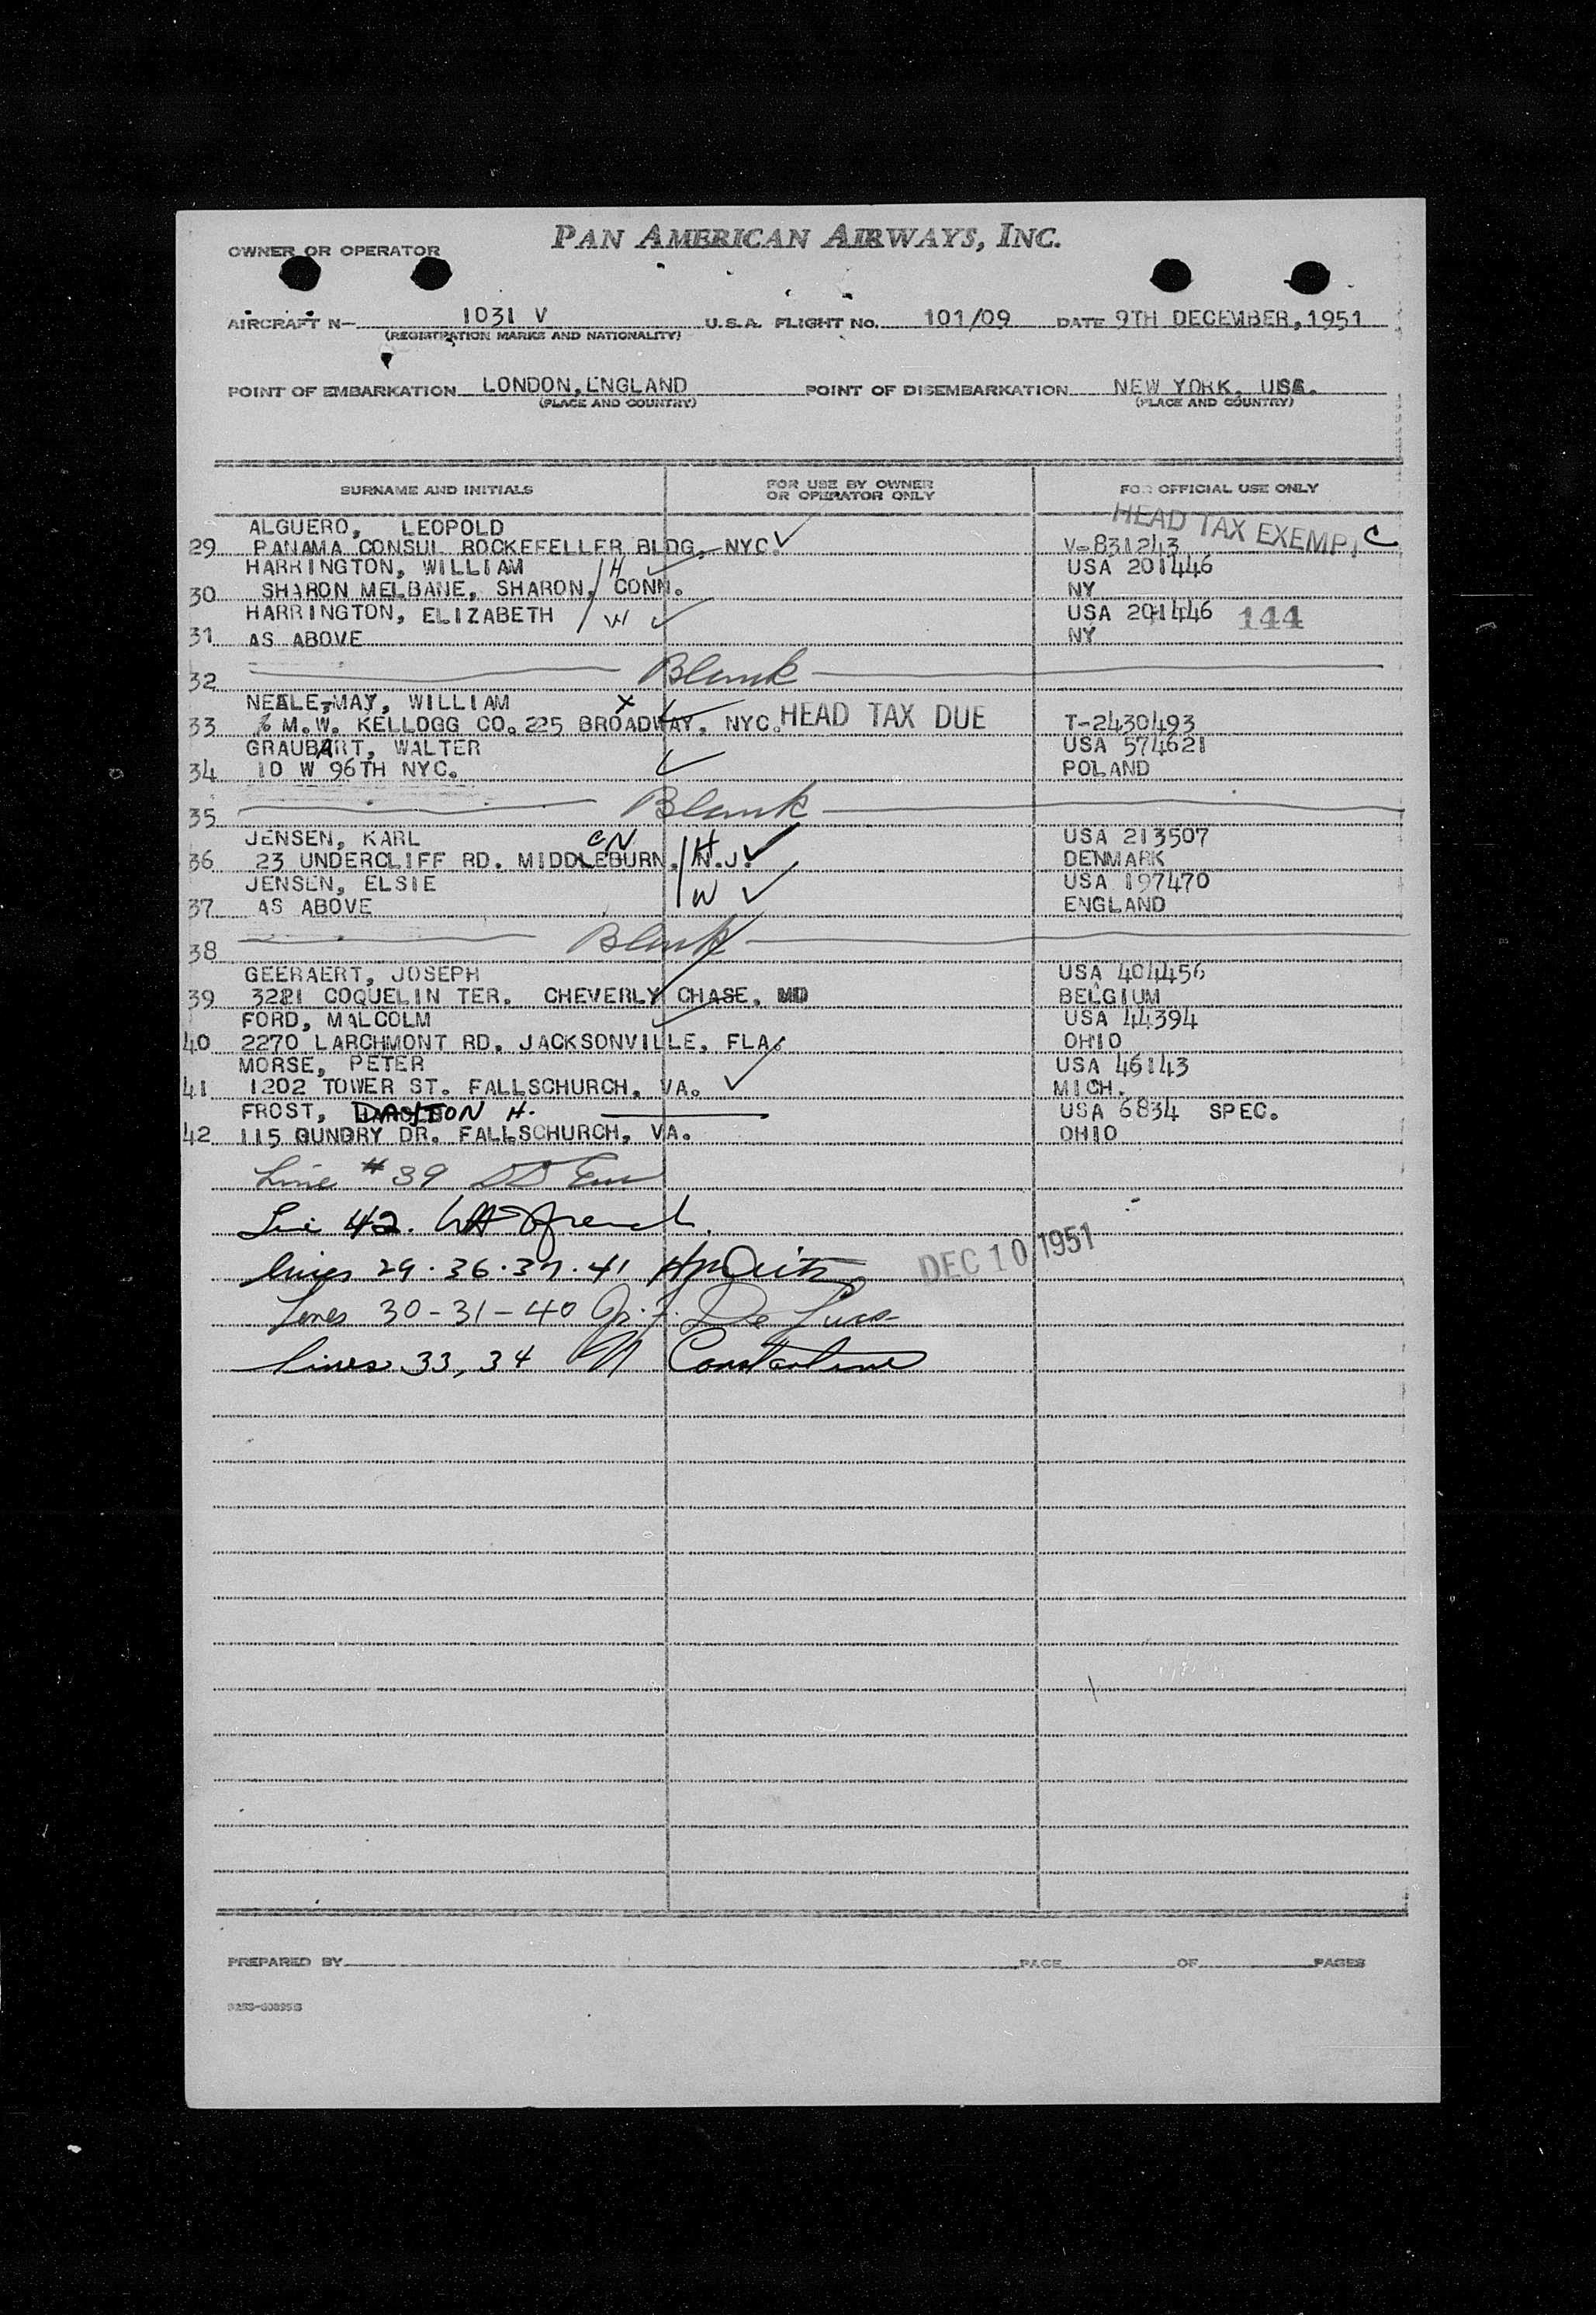 PAN AMERICAN AIRWAYS, INC.
OWNER OR OPERATOR
AIRCRAFT N- 1031 V U.S.A. FLIGHT No. 101/09 DATE 9TH DECEMBER, 1951
(REGISTRATION MARKS AND NATIONALITY)
POINT OF EMBARKATION LONDON, ENGLAND POINT OF DISEMBARKATION NEW YORK, USA.
(PLACE AND COUNTRY) (PLACE AND COUNTRY)
SURNAME AND INITIALS FOR USE BY OWNER OR OPERATOR ONLY FOR OFFICIAL USE ONLY
ALGUERO, LEOPOLD HEAD TAX EXEMPT C
29 PANAMA CONSUL ROCKEFELLER BLDG, NYC. V-831243
HARRINGTON, WILLIAM H USA 201446
30 SHARON MELBANE, SHARON, CONN. NY
HARRINGTON, ELIZABETH W USA 201446 144
31 AS ABOVE NY
32 Blank
NEALE-MAY, WILLIAM X
33 % M.W. KELLOGG CO. 225 BROADWAY, NYC. HEAD TAX DUE T-2430493
GRAUBART, WALTER USA 574621
34 10 W 96TH NYC. POLAND
35 Blank
JENSEN, KARL CN H USA 213507
36 23 UNDERCLIFF RD. MIDDLEBURN, N.J. DENMARK
JENSEN, ELSIE W USA 197470
37 AS ABOVE ENGLAND
38 Blank
GEERAERT, JOSEPH USA 404456
39 3221 COQUELIN TER. CHEVERLY CHASE, MD BELGIUM
FORD, MALCOLM USA 44394
40 2270 LARCHMONT RD, JACKSONVILLE, FLA. OHIO
MORSE, PETER USA 46143
41 1202 TOWER ST. FALLSCHURCH, VA. MICH.
FROST, H. USA 6834 SPEC.
42 115 GUNDRY DR. FALLSCHURCH, VA. OHIO
Line #39
42.
lines 29.36.37.41
DEC 10 1951
Lines 30-31-40 De Luca
lines 33, 34 Constantine
PREPARED BY PAGE OF PAGES